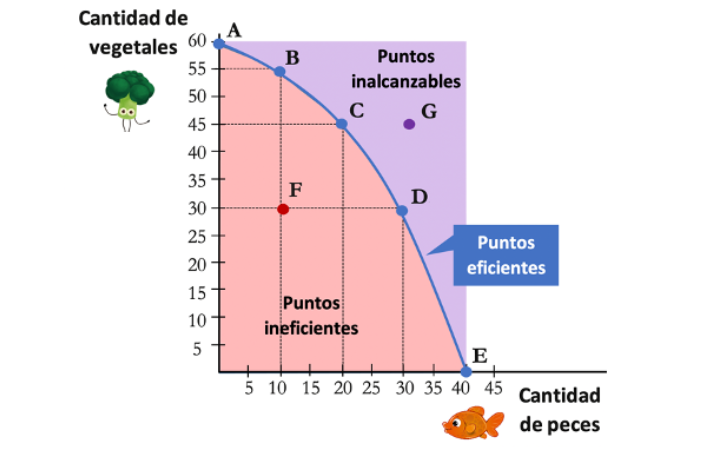 Cantidad de
vegetales
60
55
50
45
40
35
30
25
20
15
10
5
A
B
C
D
E
F
G
Puntos
inalcanzables
Puntos
eficientes
Puntos
ineficientes
5 10 15 20 25 30 35 40 45
Cantidad
de peces